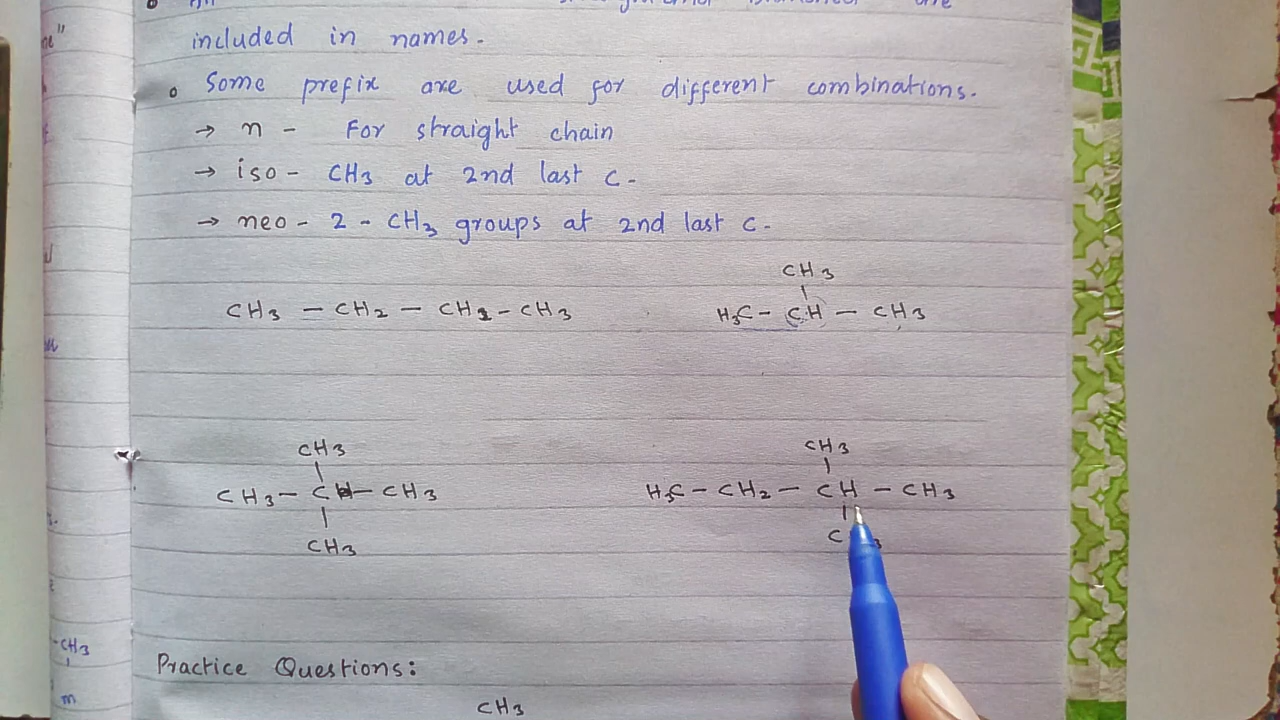 included in names.
Some prefix are used for different combinations.
→ n - For straight chain
→ iso - CH3 at 2nd last C.
→ neo - 2 - CH3 groups at 2nd last C.
CH3
CH3 — CH2 — CH2 - CH3
H3C - CH — CH3
CH3
CH3
CH3 - C - CH3
H3C - CH2 - CH - CH3
CH3
C 3
Practice Questions:
CH3
-CH3
m